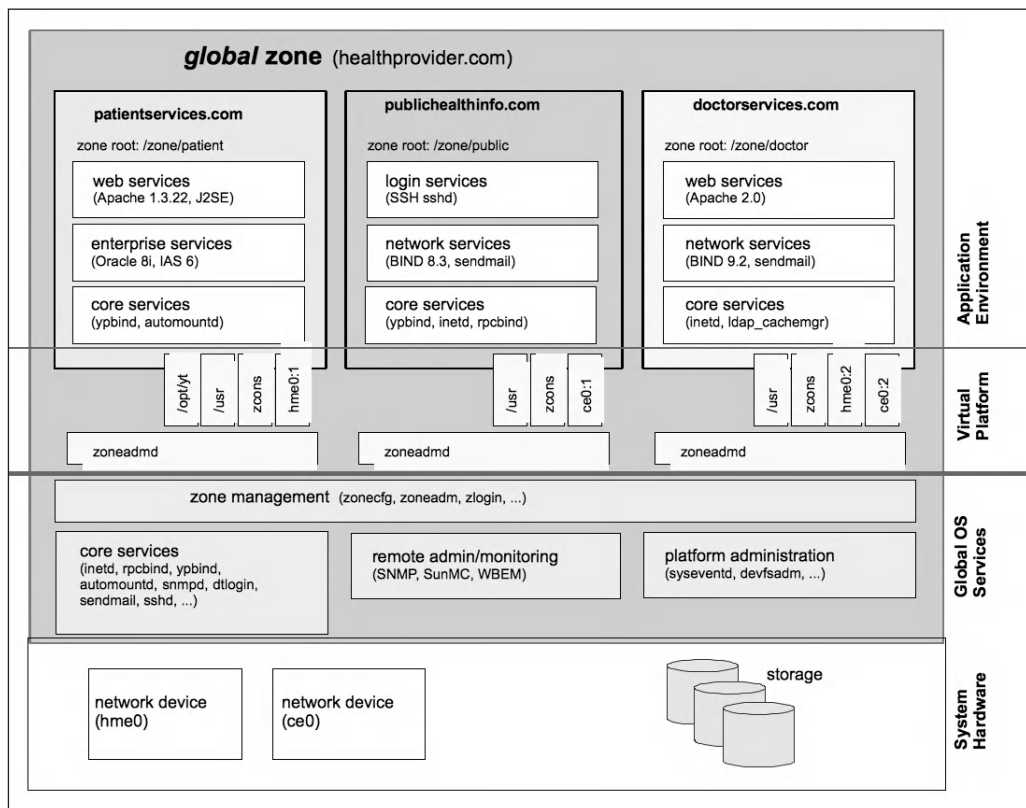 global zone (healthprovider.com)
patientservices.com
zone root: /zone/patient
web services
(Apache 1.3.22, J2SE)
enterprise services
(Oracle 8i, IAS 6)
core services
(ypbind, automountd)
publichealthinfo.com
zone root: /zone/public
login services
(SSH sshd)
network services
(BIND 8.3, sendmail)
core services
(ypbind, inetd, rpcbind)
doctorservices.com
zone root: /zone/doctor
web services
(Apache 2.0)
network services
(BIND 9.2, sendmail)
core services
(inetd, ldap_cachemgr)
Application
Environment
/opt/yt
/usr
zcons
hme0:1
/usr
zcons
ce0:1
/usr
zcons
hme0:2
ce0:2
zoneadmd
zoneadmd
zoneadmd
Virtual
Platform
zone management (zonecfg, zoneadm, zlogin, ...)
core services
(inetd, rpcbind, ypbind,
automountd, snmpd, dtlogin,
sendmail, sshd, ...)
remote admin/monitoring
(SNMP, SunMC, WBEM)
platform administration
(syseventd, devfsadm, ...)
Global OS
Services
network device
(hme0)
network device
(ce0)
storage
System
Hardware